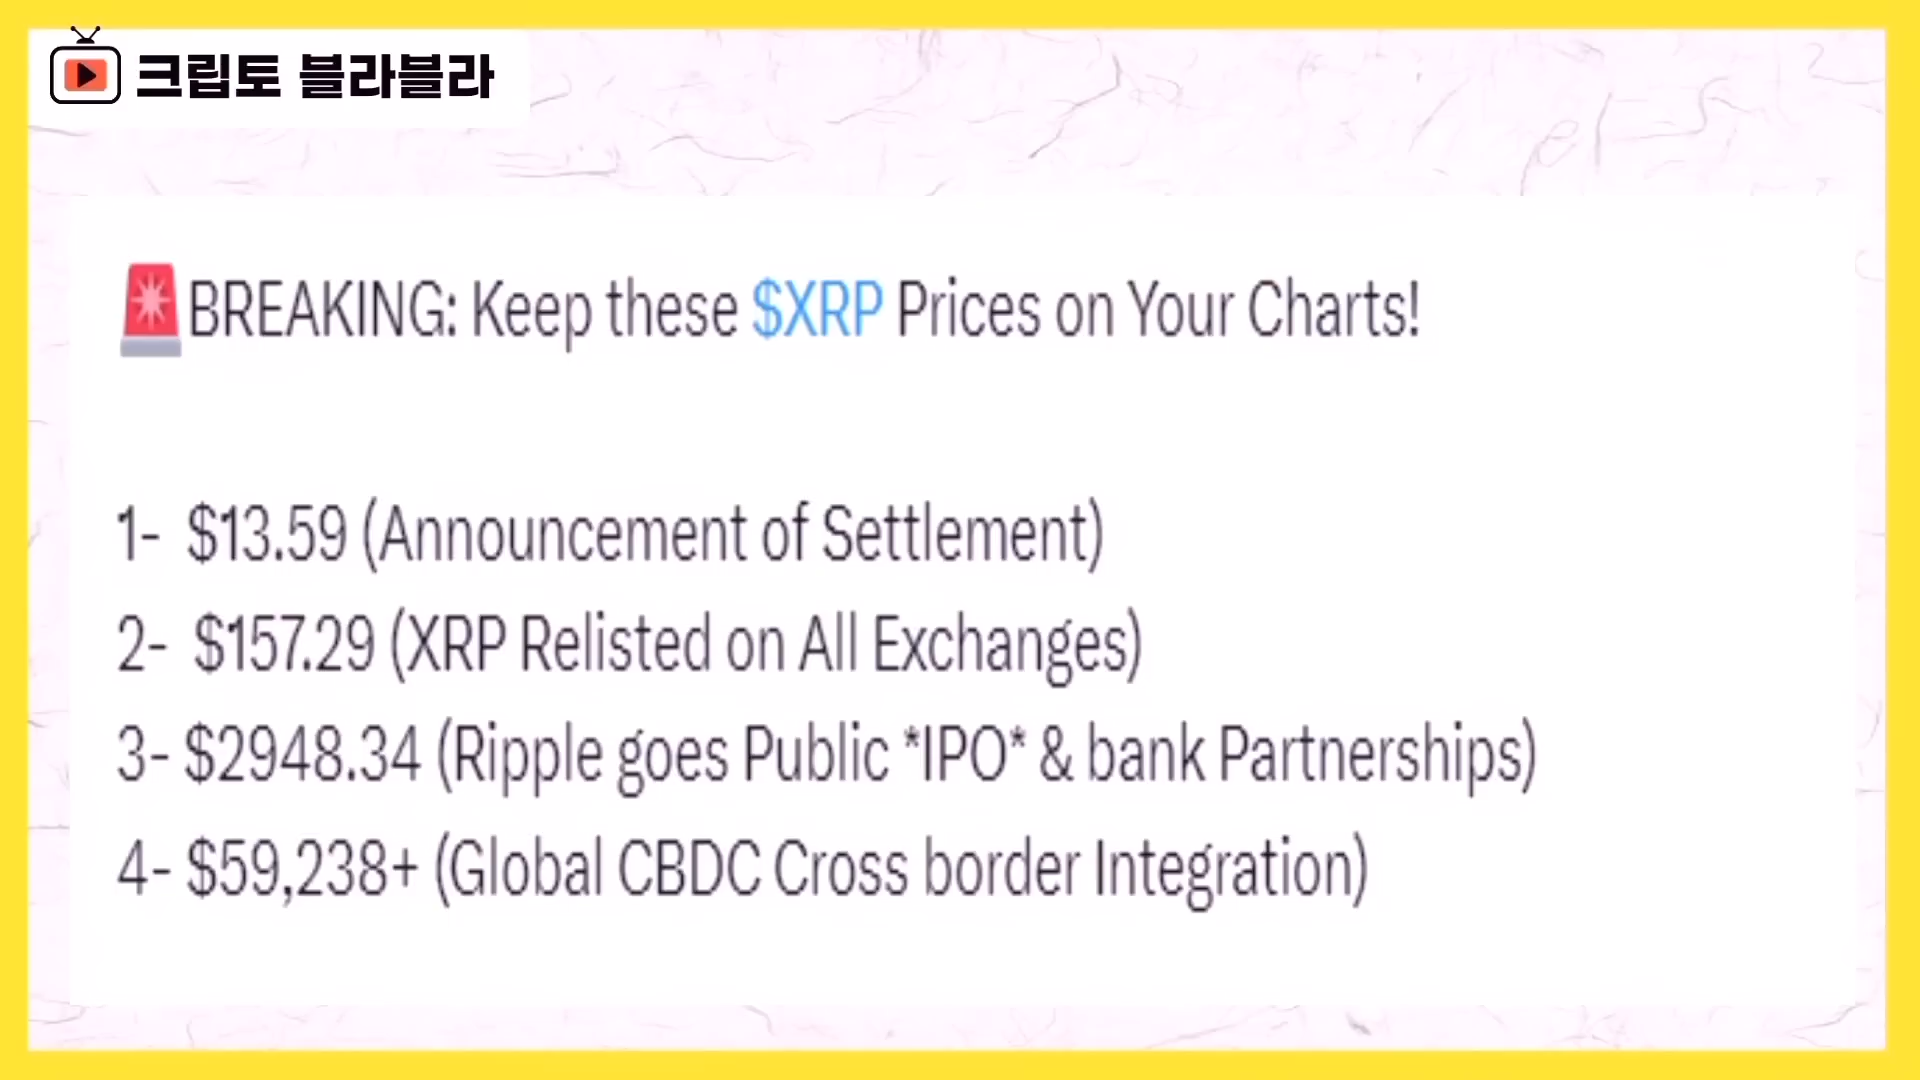 크립토 블라블라
🚨BREAKING: Keep these $XRP Prices on Your Charts!
1- $13.59 (Announcement of Settlement)
2- $157.29 (XRP Relisted on All Exchanges)
3- $2948.34 (Ripple goes Public *IPO* & bank Partnerships)
4- $59,238+ (Global CBDC Cross border Integration)